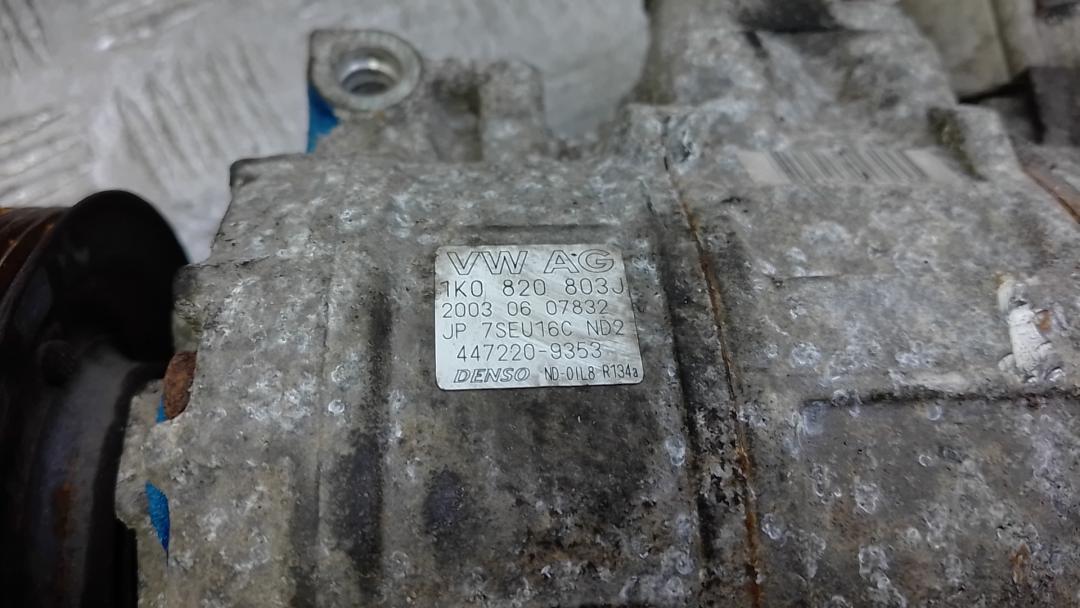 VW AG
1K0 820 803J
2003 06 07832
JP 7SEU16C ND2
447220-9353
DENSO ND-OIL8 R134a